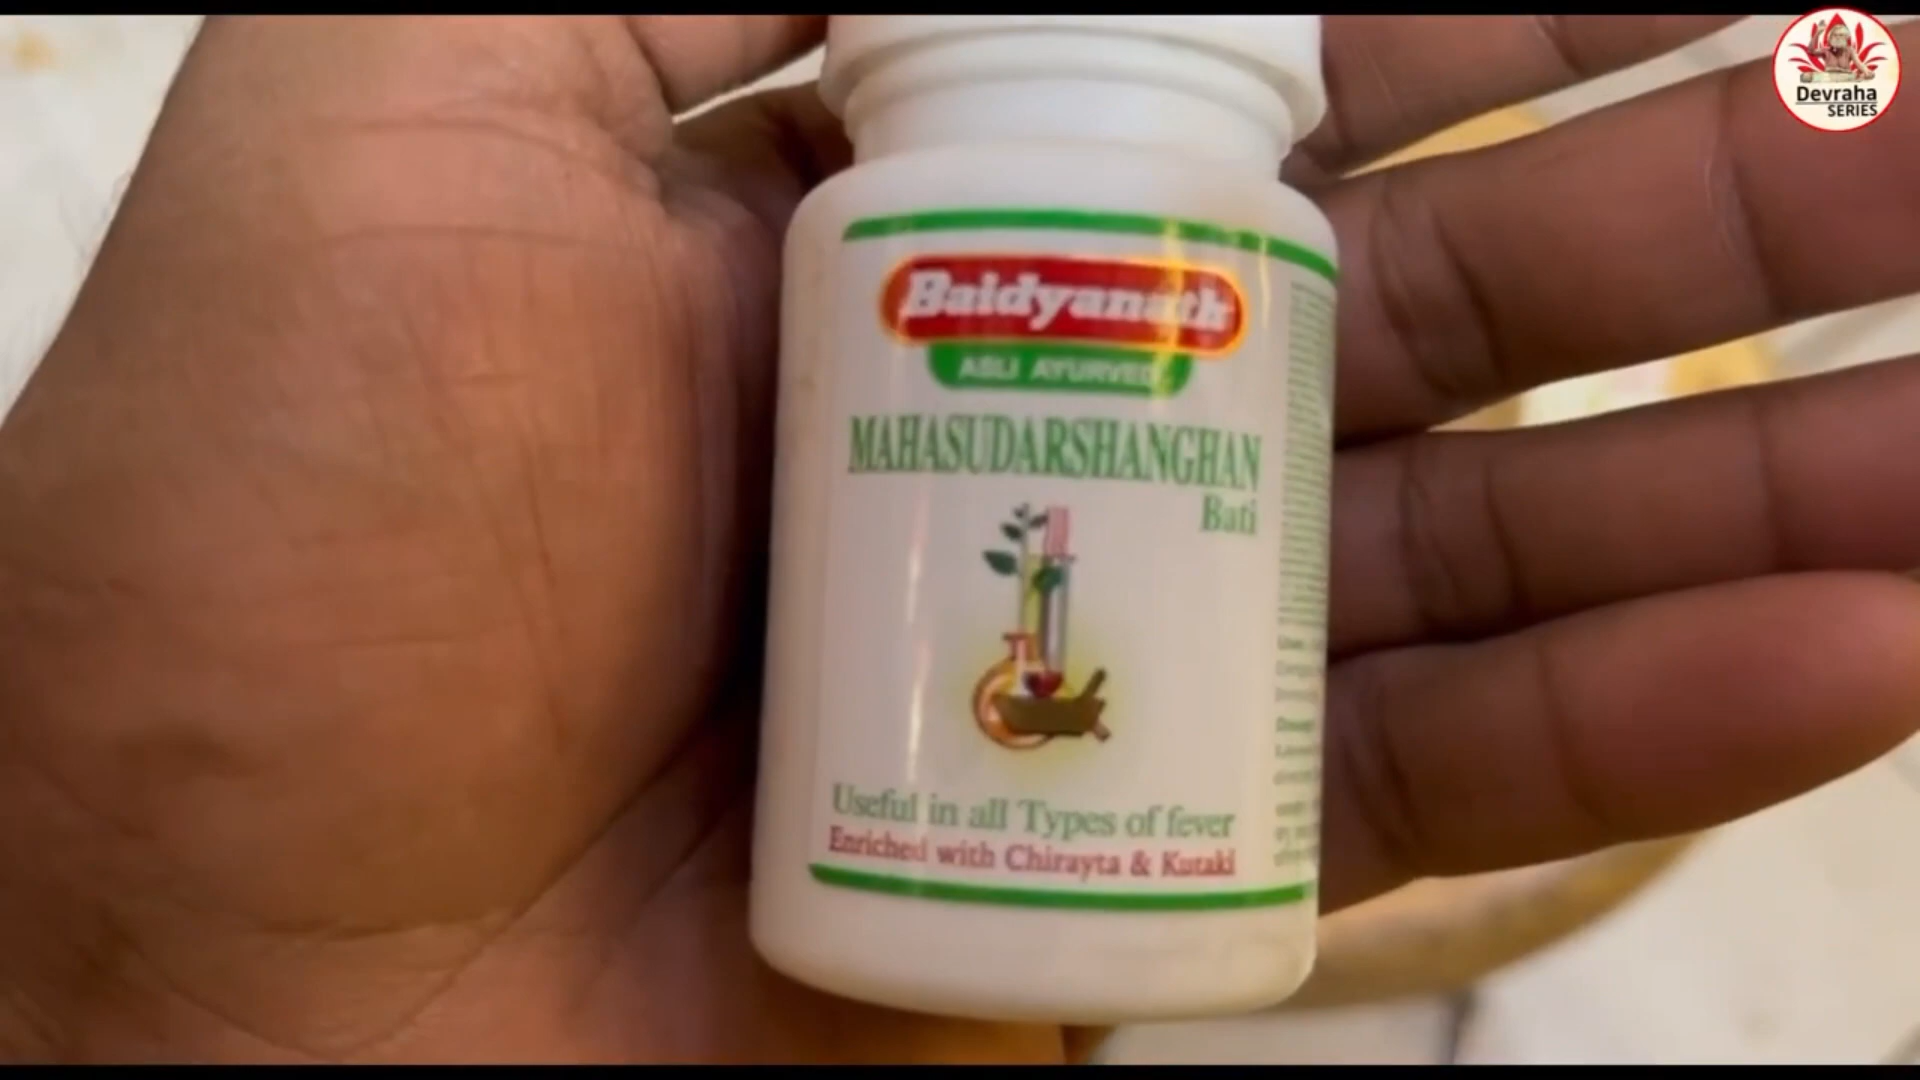 Devraha
SERIES
Baidyanath
ASLI AYURVED
MAHASUDARSHANGHAN
Bati
Useful in all Types of fever
Enriched with Chirayta & Kutaki